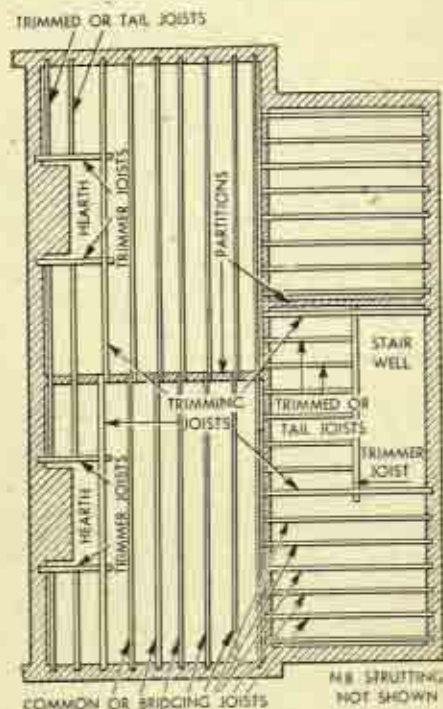 TRIMMED OR TAIL JOISTS
HEARTH
TRIMMER JOISTS
PARTITIONS
STAIR
WELL
TRIMMING
JOISTS
TRIMMED OR
TAIL JOISTS
TRIMMER
JOIST
HEARTH
TRIMMER JOISTS
COMMON OR BRIDGING JOISTS
N.B. STRUTTING
NOT SHOWN